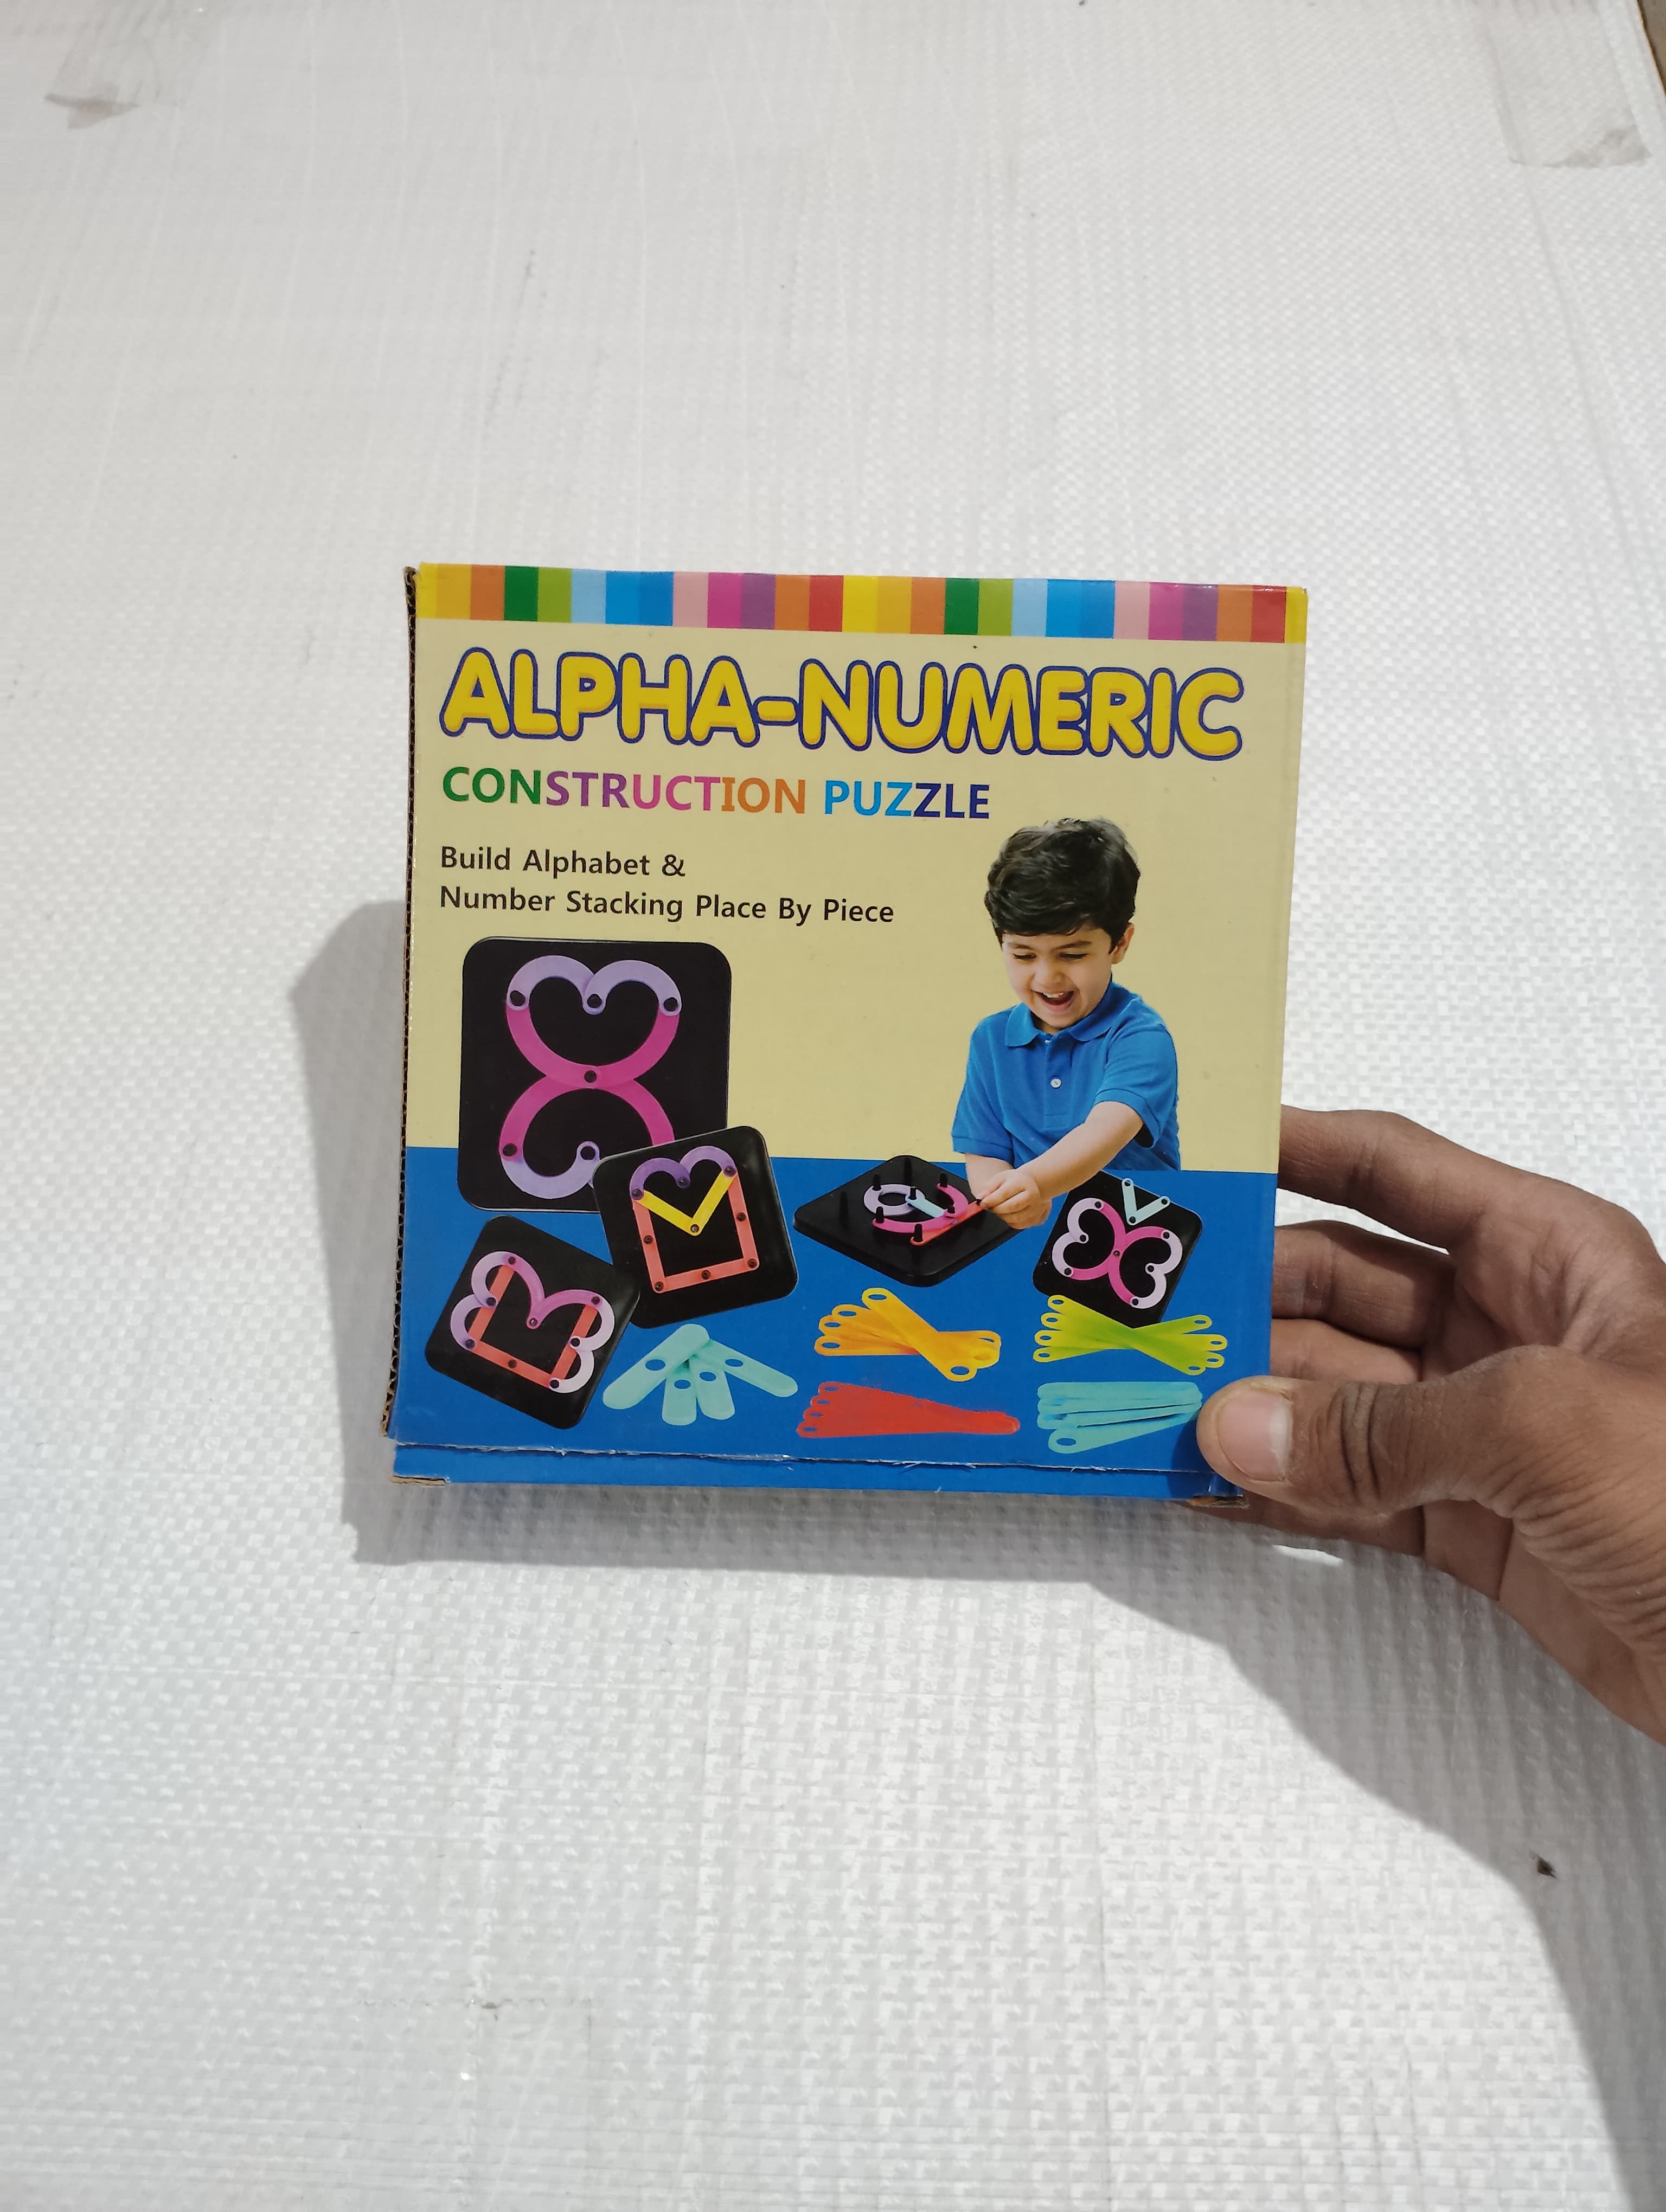 ALPHA-NUMERIC
CONSTRUCTION PUZZLE
Build Alphabet &
Number Stacking Place By Piece